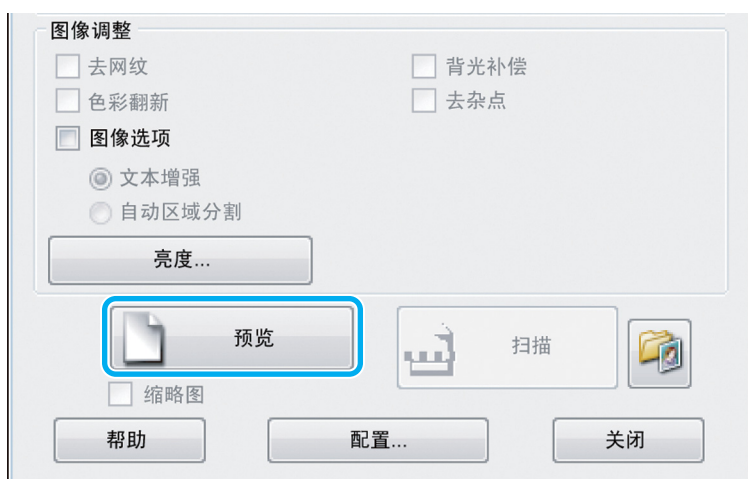 图像调整
去网纹 背光补偿
色彩翻新 去杂点
图像选项
文本增强
自动区域分割
亮度...
预览 扫描
缩略图
帮助 配置... 关闭